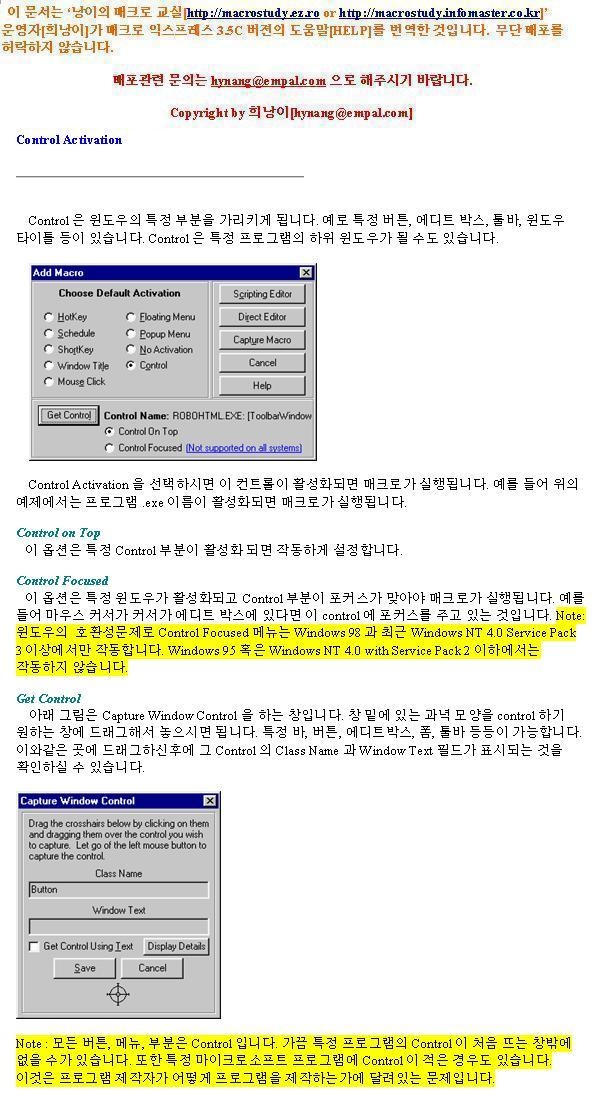 이 문서는 '낭이의 매크로 교실[http://macrostudy.ez.ro or http://macrostudy.infomaster.co.kr]'
운영자[희낭이]가 매크로 익스프레스 3.5C 버전의 도움말[HELP]를 번역한 것입니다. 무단 배포를
허락하지 않습니다.
배포관련 문의는 hynang@empal.com 으로 해주시기 바랍니다.
Copyright by 희낭이[hynang@empal.com]
Control Activation
Control 은 윈도우의 특정 부분을 가리키게 됩니다. 예로 특정 버튼, 에디트 박스, 툴바, 윈도우
타이틀 등이 있습니다. Control 은 특정 프로그램의 하위 윈도우가 될 수도 있습니다.
Add Macro
Choose Default Activation
HotKey
Floating Menu
Schedule
Popup Menu
ShortKey
No Activation
Window Title
Control
Mouse Click
Scripting Editor
Direct Editor
Capture Macro
Cancel
Help
Get Control
Control Name: ROBOHTML.EXE: [ToolbarWindow
Control On Top
Control Focused (Not supported on all systems)
Control Activation 을 선택하시면 이 컨트롤이 활성화되면 매크로가 실행됩니다. 예를 들어 위의
예제에서는 프로그램 .exe 이름이 활성화되면 매크로가 실행됩니다.
Control on Top
이 옵션은 특정 Control 부분이 활성화 되면 작동하게 설정합니다.
Control Focused
이 옵션은 특정 윈도우가 활성화되고 Control 부분이 포커스가 맞아야 매크로가 실행됩니다. 예를
들어 마우스 커서가 커서가 에디트 박스에 있다면 이 control 에 포커스를 주고 있는 것입니다. Note:
윈도우의 호환성문제로 Control Focused 메뉴는 Windows 98 과 최근 Windows NT 4.0 Service Pack
3 이상에서만 작동합니다. Windows 95 혹은 Windows NT 4.0 with Service Pack 2 이하에서는
작동하지 않습니다.
Get Control
아래 그림은 Capture Window Control 을 하는 창입니다. 창 밑에 있는 과녁 모양을 control 하기
원하는 창에 드래그해서 놓으시면 됩니다. 특정 바, 버튼, 에디트박스, 폼, 툴바 등등이 가능합니다.
이와같은 곳에 드래그하신후에 그 Control 의 Class Name 과 Window Text 필드가 표시되는 것을
확인하실 수 있습니다.
Capture Window Control
Drag the crosshairs below by clicking on them
and dragging them over the control you wish
to capture. Let go of the left mouse button to
capture the control.
Class Name
Button
Window Text
Get Control Using Text
Display Details
Save
Cancel
Note : 모든 버튼, 메뉴, 부분은 Control 입니다. 가끔 특정 프로그램의 Control 이 처음 뜨는 창밖에
없을 수가 있습니다. 또한 특정 마이크로소프트 프로그램에 Control 이 적은 경우도 있습니다.
이것은 프로그램 제작자가 어떻게 프로그램을 제작하는가에 달려있는 문제입니다.